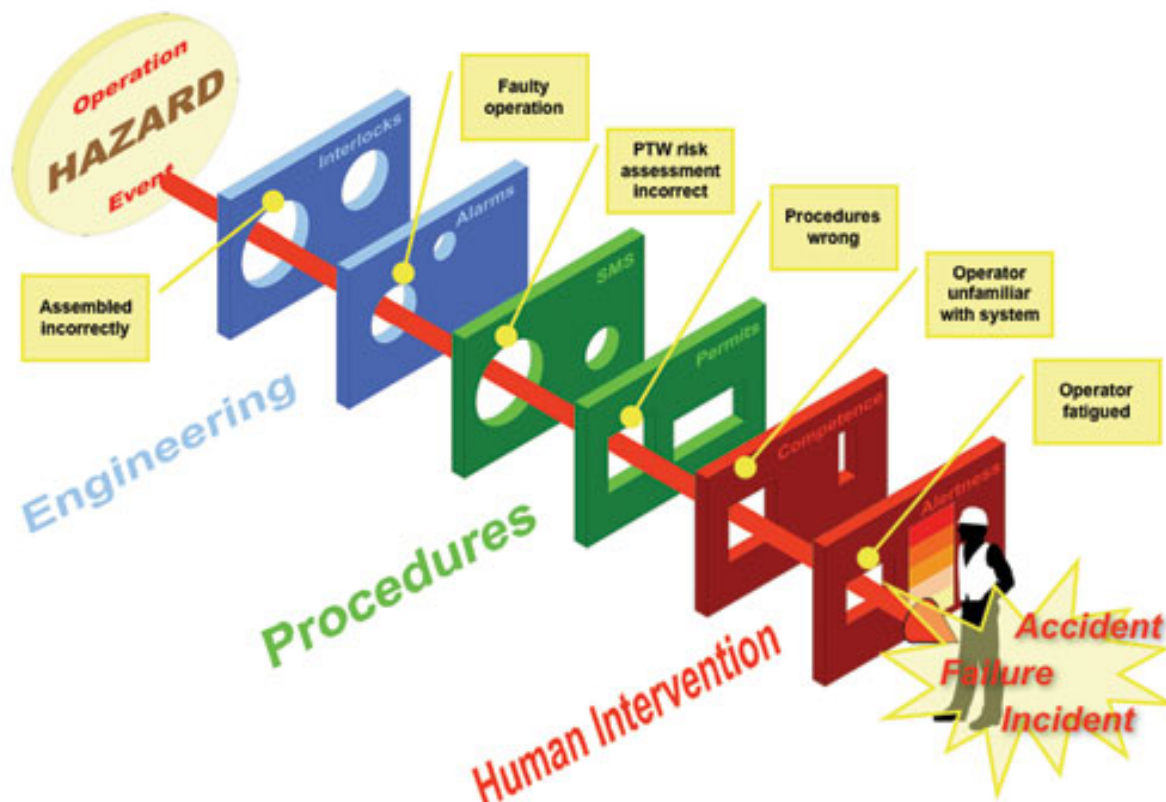 Operation
HAZARD
Event
Interlocks
Assembled
incorrectly
Alarms
Faulty
operation
SMS
PTW risk
assessment
incorrect
Permits
Procedures
wrong
Competence
Operator
unfamiliar
with system
Alertness
Operator
fatigued
Engineering
Procedures
Human Intervention
Accident
Failure
Incident